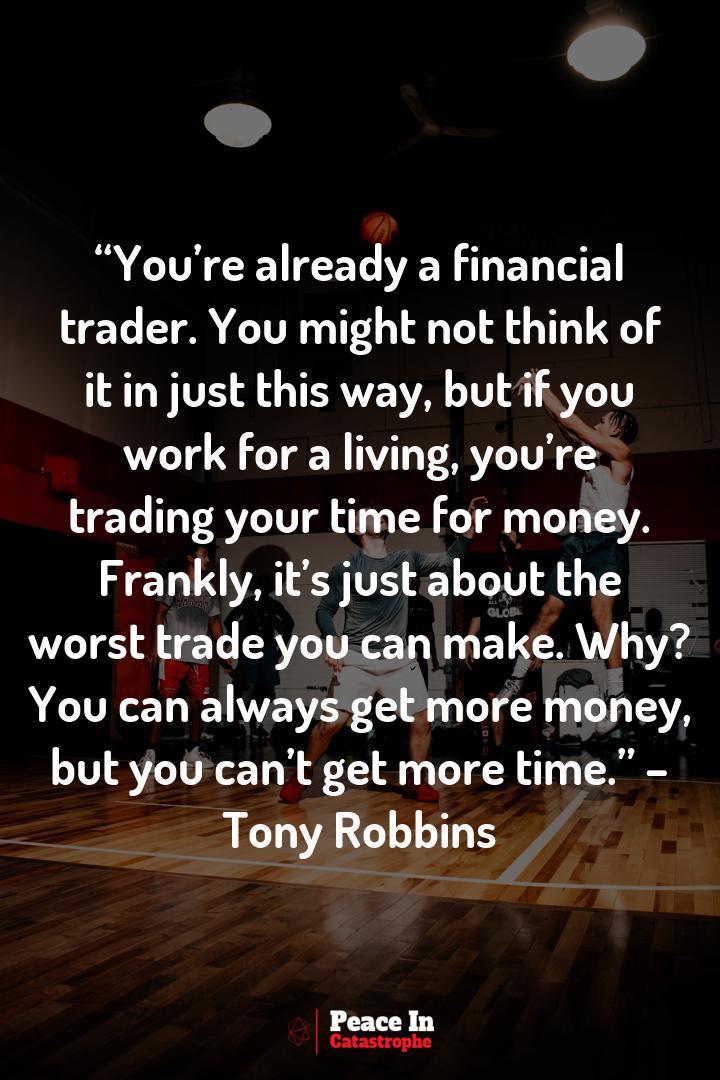 “You’re already a financial
trader. You might not think of
it in just this way, but if you
work for a living, you’re
trading your time for money.
Frankly, it’s just about the
worst trade you can make. Why?
You can always get more money,
but you can’t get more time.” –
Tony Robbins
ALL
GLOBE
Peace In
Catastrophe